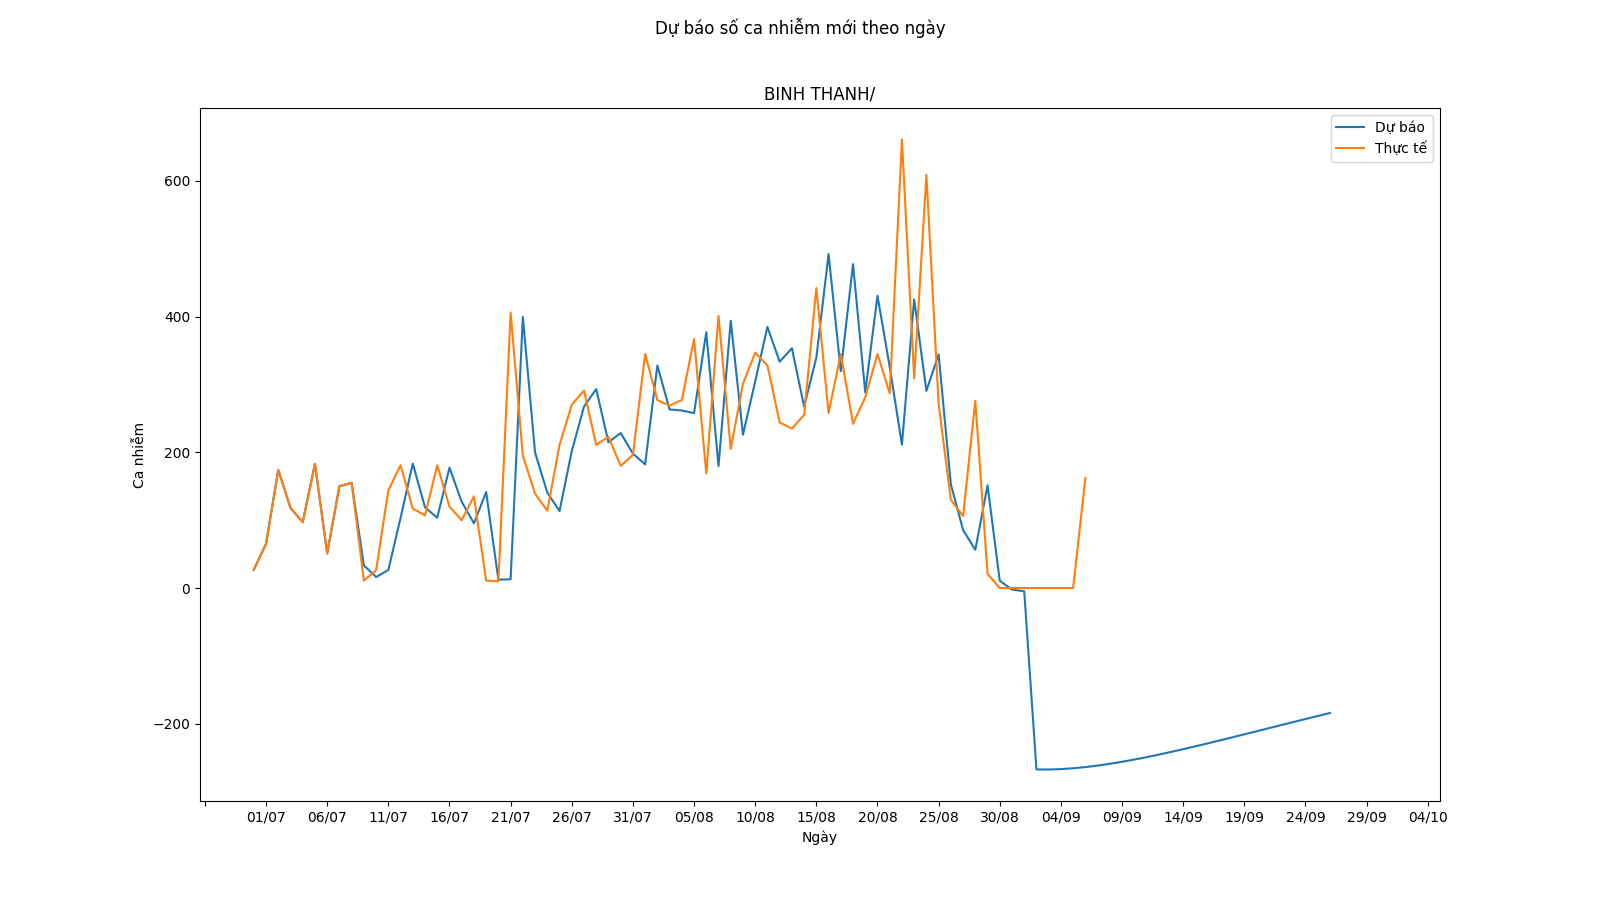 Dự báo số ca nhiễm mới theo ngày
BINH THANH/
Dự báo
Thực tế
Ca nhiễm
600
400
200
0
−200
01/07 06/07 11/07 16/07 21/07 26/07 31/07 05/08 10/08 15/08 20/08 25/08 30/08 04/09 09/09 14/09 19/09 24/09 29/09 04/10
Ngày